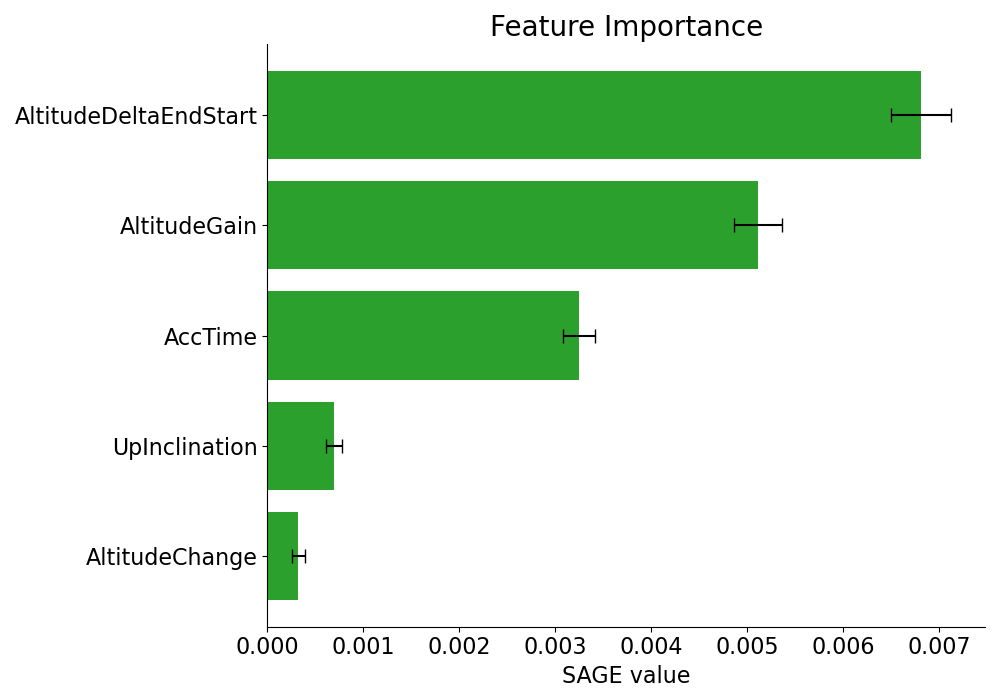 Feature Importance
AltitudeDeltaEndStart
AltitudeGain
AccTime
UpInclination
AltitudeChange
0.000 0.001 0.002 0.003 0.004 0.005 0.006 0.007
SAGE value